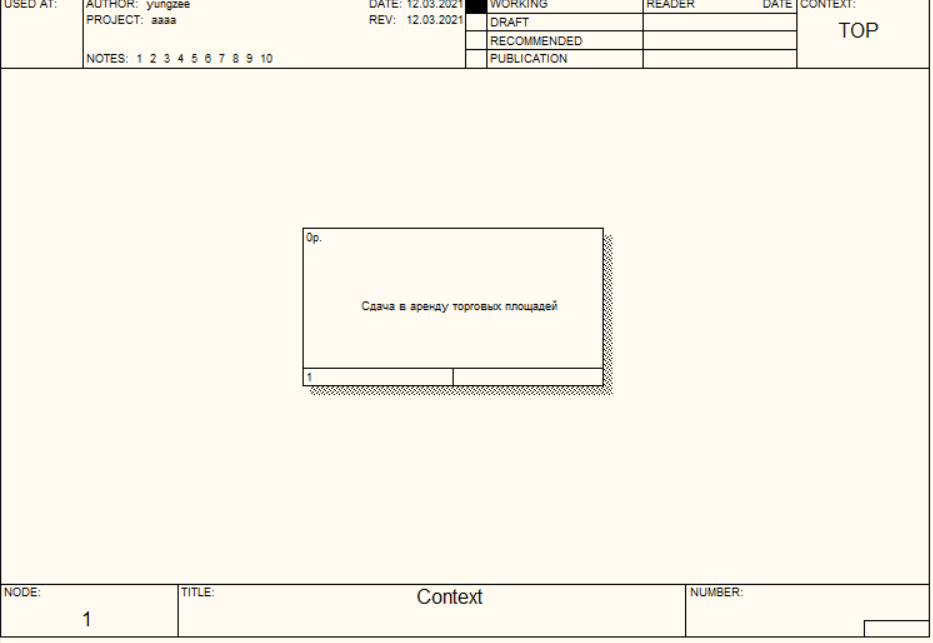 USED AT:
AUTHOR: yungzee
DATE: 12.03.2021
WORKING
READER
DATE
CONTEXT:
PROJECT: aaaa
REV: 12.03.2021
DRAFT
TOP
RECOMMENDED
NOTES: 1 2 3 4 5 6 7 8 9 10
PUBLICATION
0р.
Сдача в аренду торговых площадей
1
NODE:
TITLE:
Context
NUMBER:
1